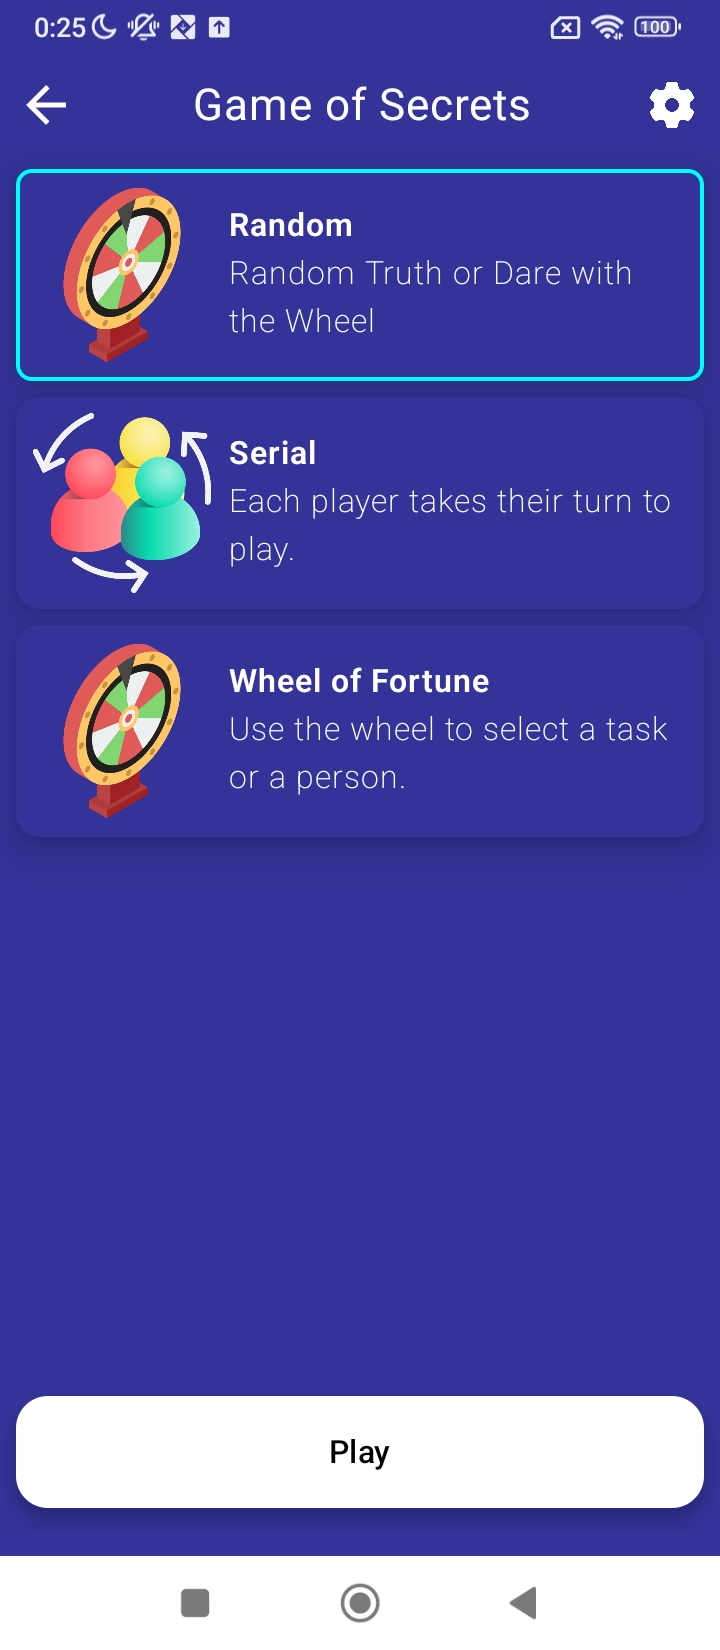 0:25
100
Game of Secrets
Random
Random Truth or Dare with
the Wheel
Serial
Each player takes their turn to
play.
Wheel of Fortune
Use the wheel to select a task
or a person.
Play